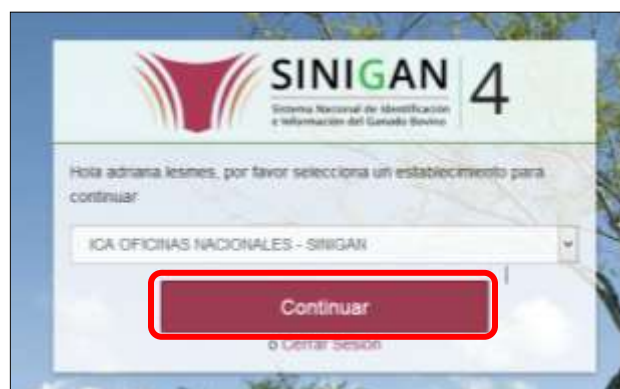 SINIGAN 4
Sistema Nacional de Identificación
e Información del Ganado Bovino
Hola adriana lesmes, por favor selecciona un establecimiento para
continuar
ICA OFICINAS NACIONALES - SINIGAN
Continuar
o Cerrar Sesión